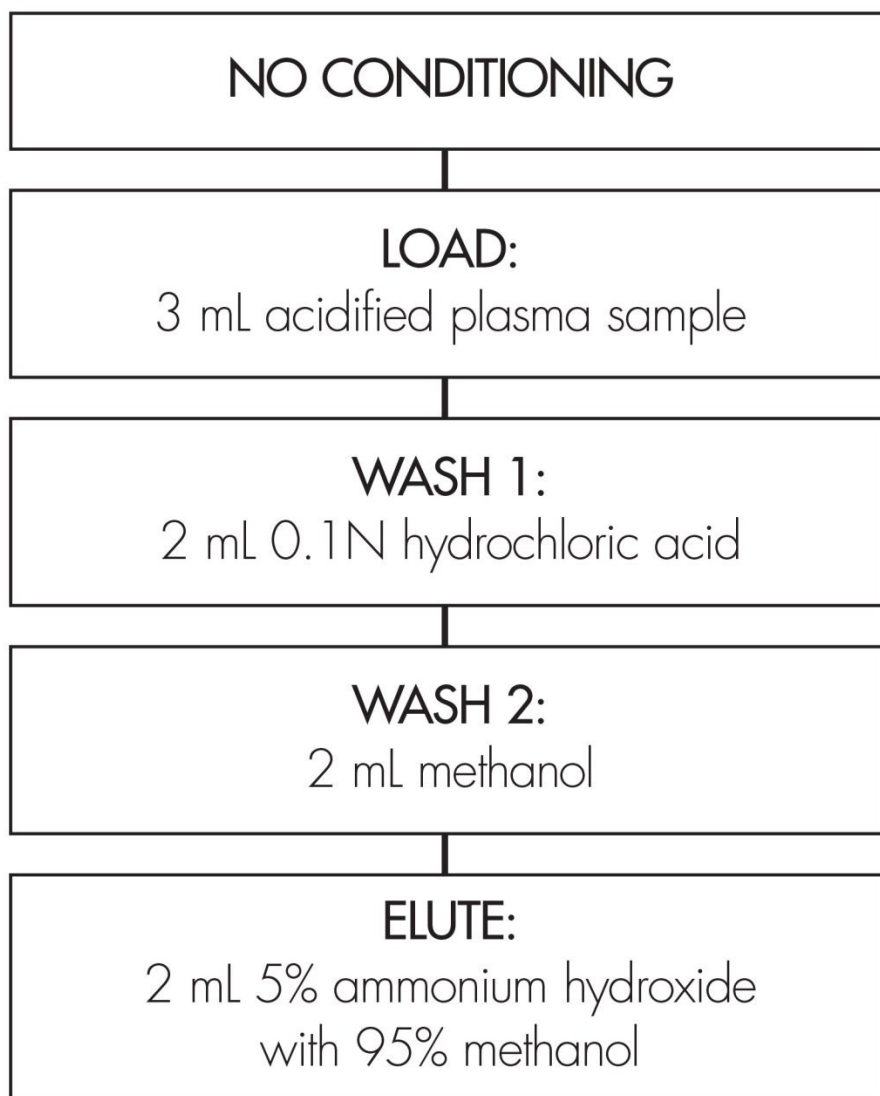 NO CONDITIONING
LOAD:
3 mL acidified plasma sample
WASH 1:
2 mL 0.1N hydrochloric acid
WASH 2:
2 mL methanol
ELUTE:
2 mL 5% ammonium hydroxide
with 95% methanol